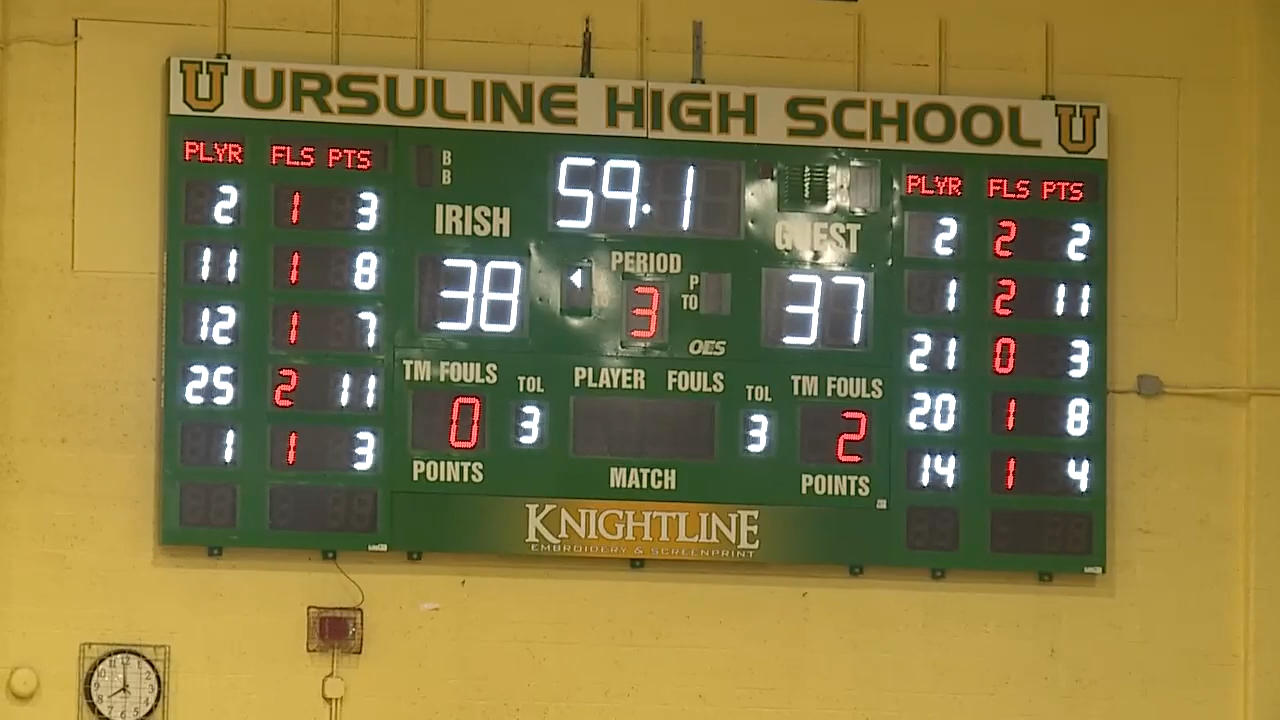 U URSULINE HIGH SCHOOL U
PLYR FLS PTS
2 1 3
11 1 8
12 1 7
25 2 11
1 1 3
B
B
59.1
IRISH
GUEST
PERIOD
38
3
P
TO
37
OES
TM FOULS
TOL
PLAYER FOULS
TOL
TM FOULS
0
3
3
2
POINTS
MATCH
POINTS
KNIGHTLINE
EMBROIDERY & SCREENPRINT
PLYR FLS PTS
2 2 2
1 2 11
21 0 3
20 1 8
14 1 4